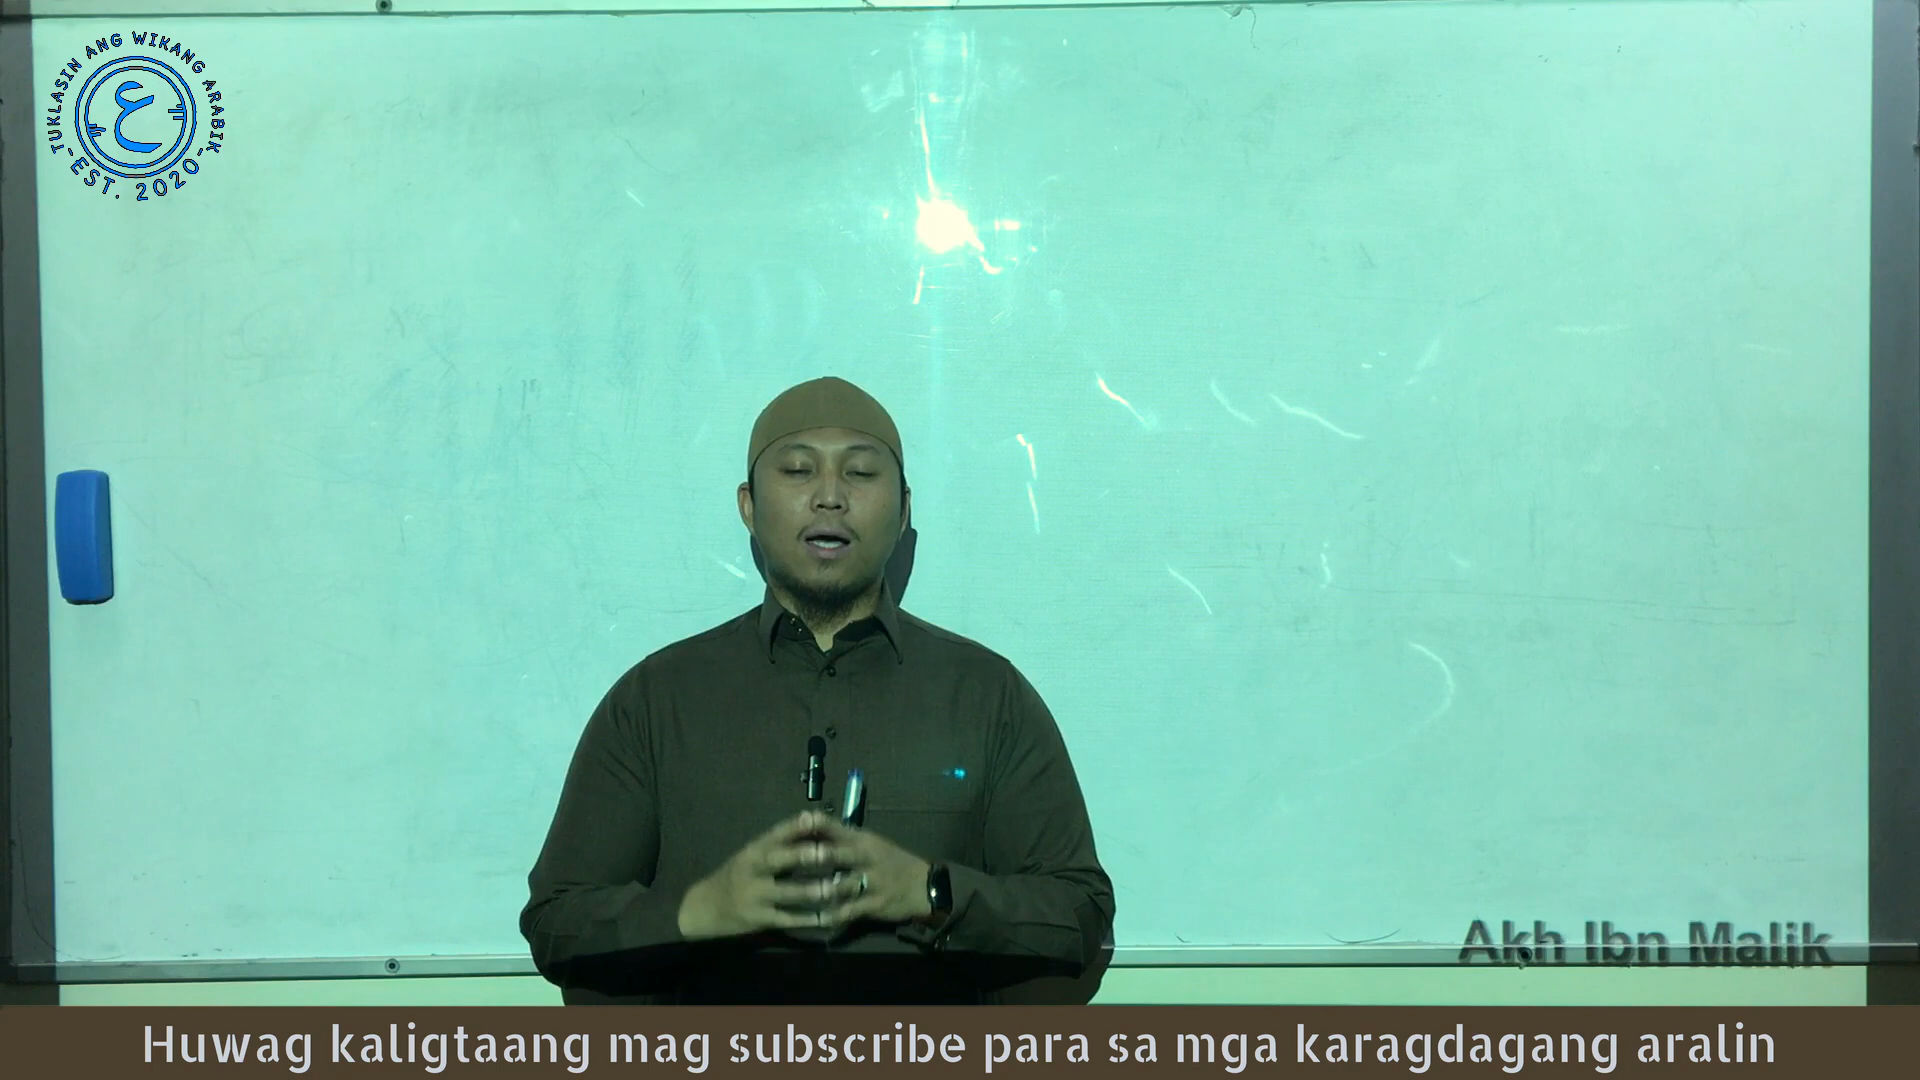 TUKLASIN ANG WIKANG ARABIK
ع
-EST. 2020-
Akh Ibn Malik
Huwag kaligtaang mag subscribe para sa mga karagdagang aralin